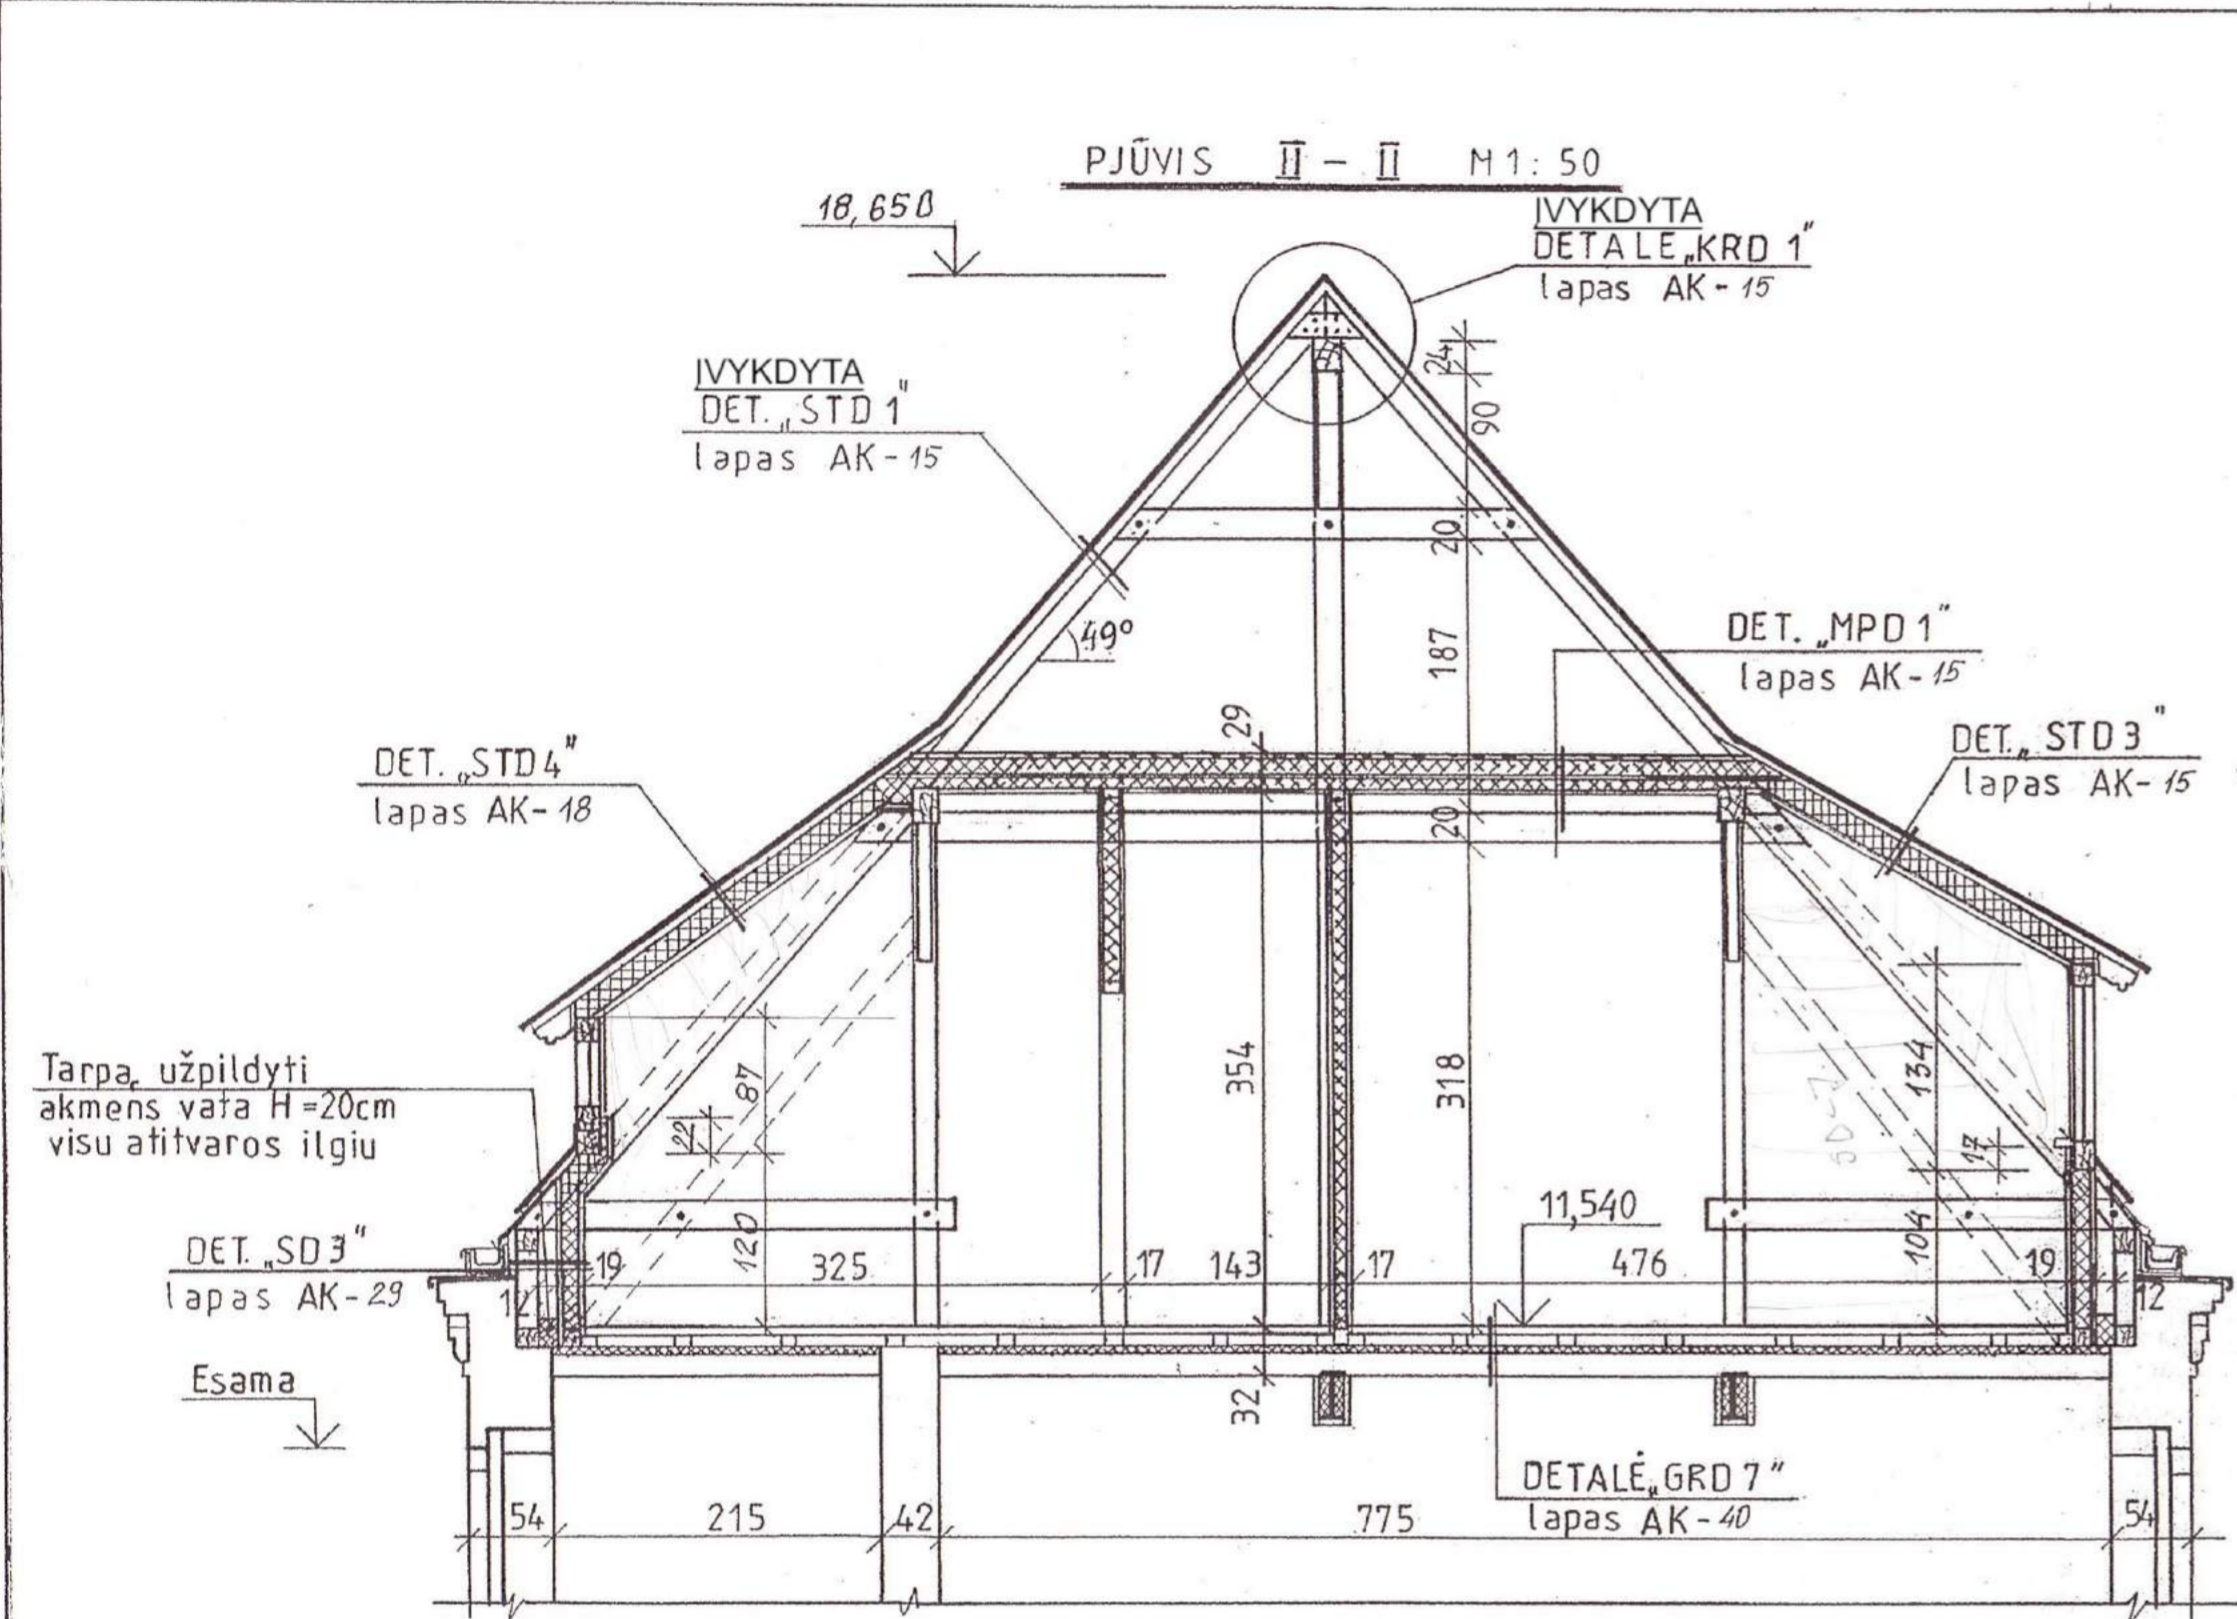 PJŪVIS II - II M 1:50
18,650
IVYKDYTA
DETALE „KRD 1"
lapas AK-15
IVYKDYTA
DET. „STD 1"
lapas AK-15
24
90
20
49°
187
DET. „MPD 1"
lapas AK-15
29
DET. „STD 3"
lapas AK-15
DET. „STD4"
lapas AK-18
20
Tarpą užpildyti
akmens vata H=20cm
visu atitvaros ilgiu
87
22
354
318
134
17
120
104
11,540
DET. „SD 3"
lapas AK-29
19
325
17
143
17
476
19
12
12
Esama
32
DETALĖ „GRD 7"
lapas AK-40
54
215
42
775
54